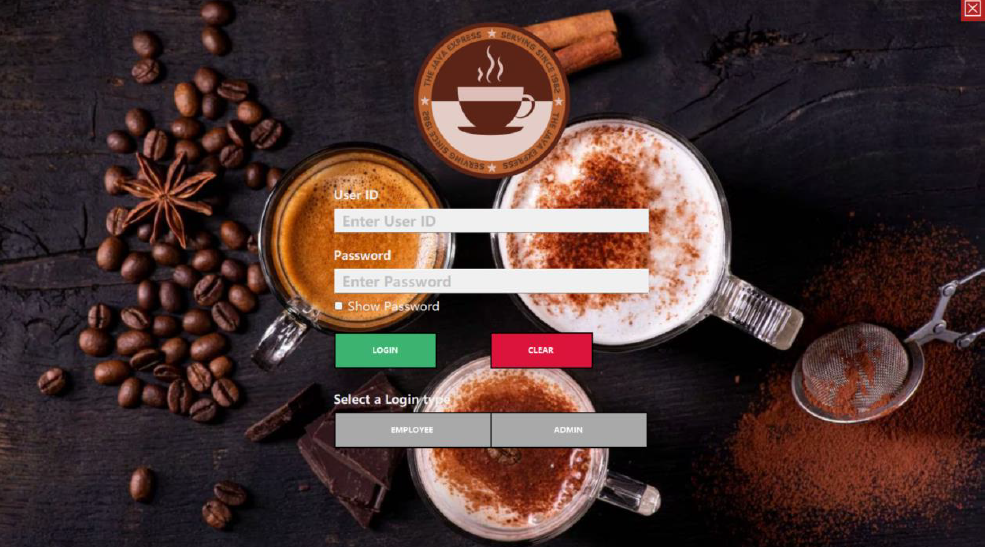 THE JAVA EXPRESS ★ SERVING SINCE 1982 ★
THE JAVA EXPRESS ★ SERVING SINCE 1982 ★
User ID
Enter User ID
Password
Enter Password
Show Password
LOGIN CLEAR
Select a Login type
EMPLOYEE ADMIN